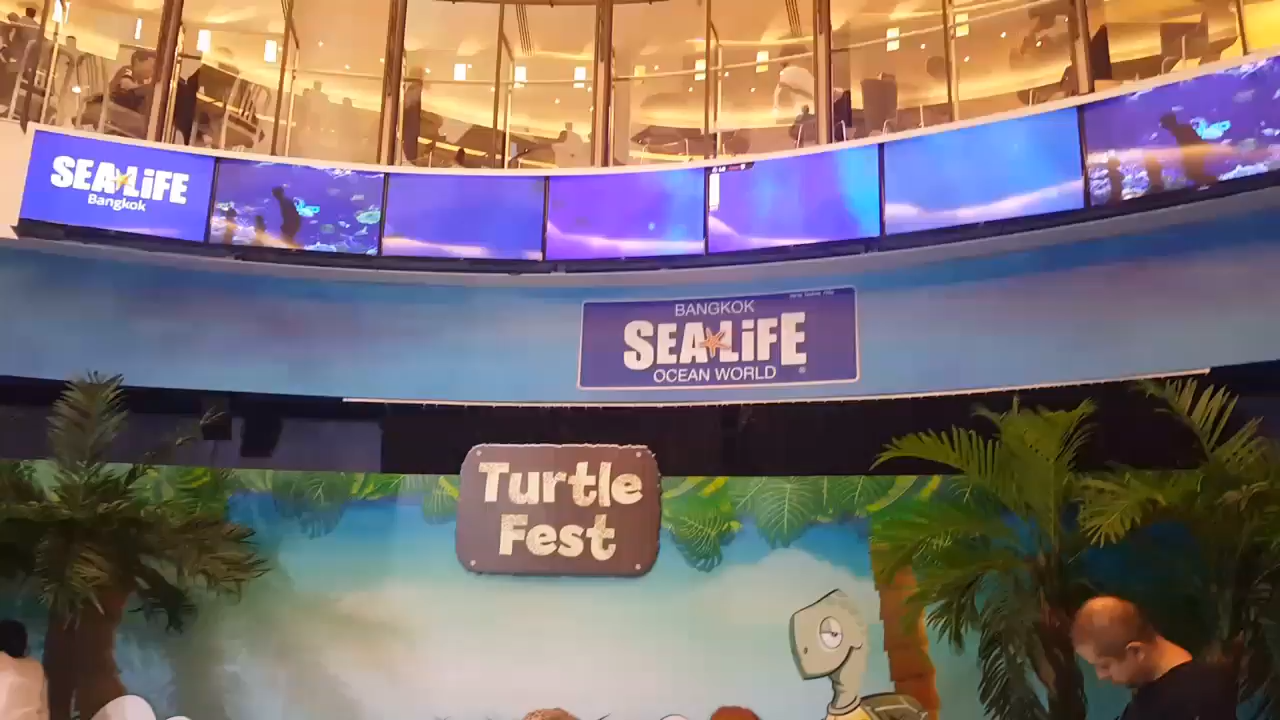 SEA LiFE
Bangkok
BANGKOK
SEA LiFE
OCEAN WORLD
Turtle
Fest